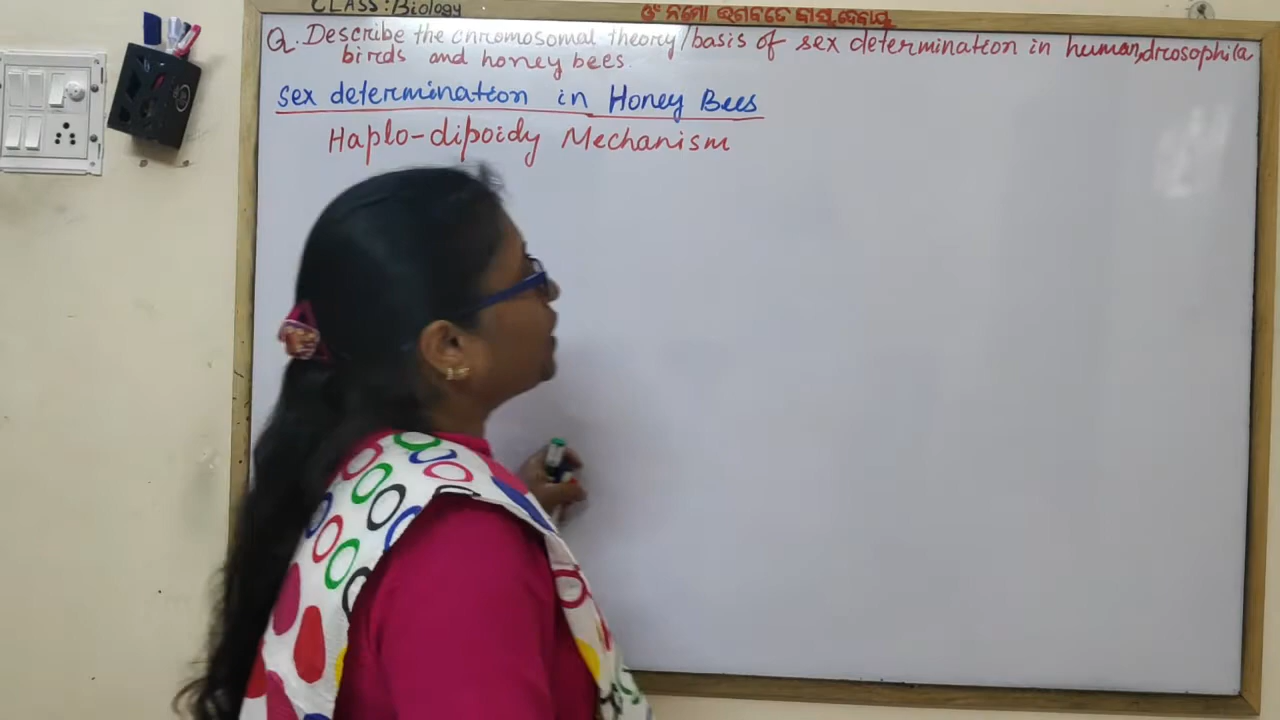 CLASS: Biology
ଓଁ ନମୋ ଭଗବତେ ବାସୁଦେବାୟ
Q. Describe the chromosomal theory/basis of sex determination in human, drosophila
birds and honey bees.
sex determination in Honey Bees
Haplo-dipoidy Mechanism